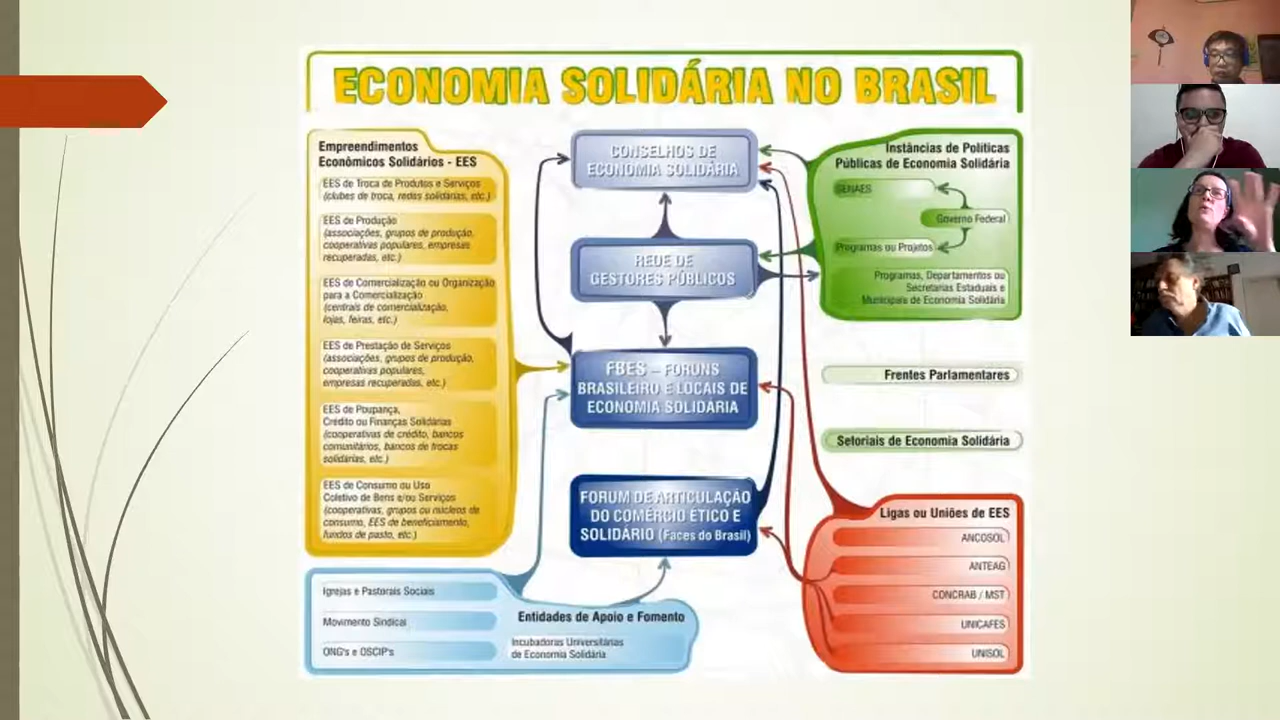 ECONOMIA SOLIDÁRIA NO BRASIL
Empreendimentos
Econômicos Solidários - EES
EES de Troca de Produtos e Serviços
(clubes de troca, redes solidárias, etc.)
EES de Produção
(associações, grupos de produção,
cooperativas populares, empresas
recuperadas, etc.)
EES de Comercialização ou Organização
para a Comercialização
(centrais de comercialização,
lojas, feiras, etc.)
EES de Prestação de Serviços
(associações, grupos de produção,
cooperativas populares,
empresas recuperadas, etc.)
EES de Poupança,
Crédito ou Finanças Solidárias
(cooperativas de crédito, bancos
comunitários, bancos de trocas
solidárias, etc.)
EES de Consumo ou Uso
Coletivo de Bens e/ou Serviços
(cooperativas, grupos ou núcleos de
consumo, EES de beneficiamento,
fundos de pasto, etc.)
CONSELHOS DE
ECONOMIA SOLIDÁRIA
REDE DE
GESTORES PÚBLICOS
FBES – FORUNS
BRASILEIRO E LOCAIS DE
ECONOMIA SOLIDARIA
FORUM DE ARTICULAÇÃO
DO COMÉRCIO ÉTICO E
SOLIDÁRIO (Faces do Brasil)
Instâncias de Políticas
Públicas de Economia Solidária
SENAES
Governo Federal
Programas ou Projetos
Programas, Departamentos ou
Secretarias Estaduais e
Municipais de Economia Solidária
Frentes Parlamentares
Setoriais de Economia Solidária
Ligas ou Uniões de EES
ANCOSOL
ANTEAG
CONCRAB / MST
UNICAFES
UNISOL
Igrejas e Pastorais Sociais
Movimento Sindical
ONG's e OSCIP's
Entidades de Apoio e Fomento
Incubadoras Universitárias
de Economia Solidária